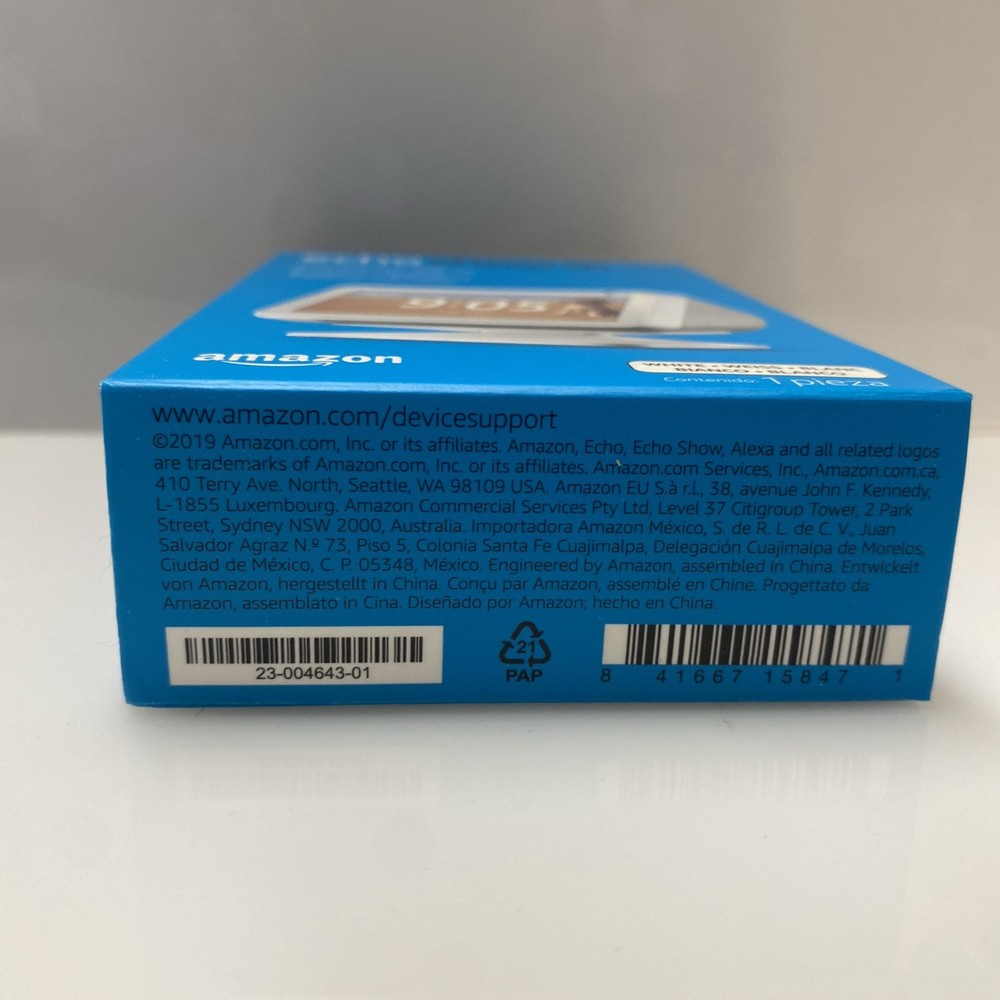 9:05
amazon
WHITE • WEISS • BLANC
BIANCO • BLANCO
Contenido: 1 pieza
www.amazon.com/devicesupport
©2019 Amazon.com, Inc. or its affiliates. Amazon, Echo, Echo Show, Alexa and all related logos
are trademarks of Amazon.com, Inc. or its affiliates. Amazon.com Services, Inc., Amazon.com.ca,
410 Terry Ave. North, Seattle, WA 98109 USA. Amazon EU S.à r.l., 38, avenue John F. Kennedy,
L-1855 Luxembourg. Amazon Commercial Services Pty Ltd, Level 37 Citigroup Tower, 2 Park
Street, Sydney NSW 2000, Australia. Importadora Amazon México, S. de R. L. de C. V., Juan
Salvador Agraz N.º 73, Piso 5, Colonia Santa Fe Cuajimalpa, Delegación Cuajimalpa de Morelos,
Ciudad de México, C. P. 05348, México. Engineered by Amazon, assembled in China. Entwickelt
von Amazon, hergestellt in China. Conçu par Amazon, assemblé en Chine. Progettato da
Amazon, assemblato in Cina. Diseñado por Amazon; hecho en China.
23-004643-01
21
PAP
8 41667 15847 1